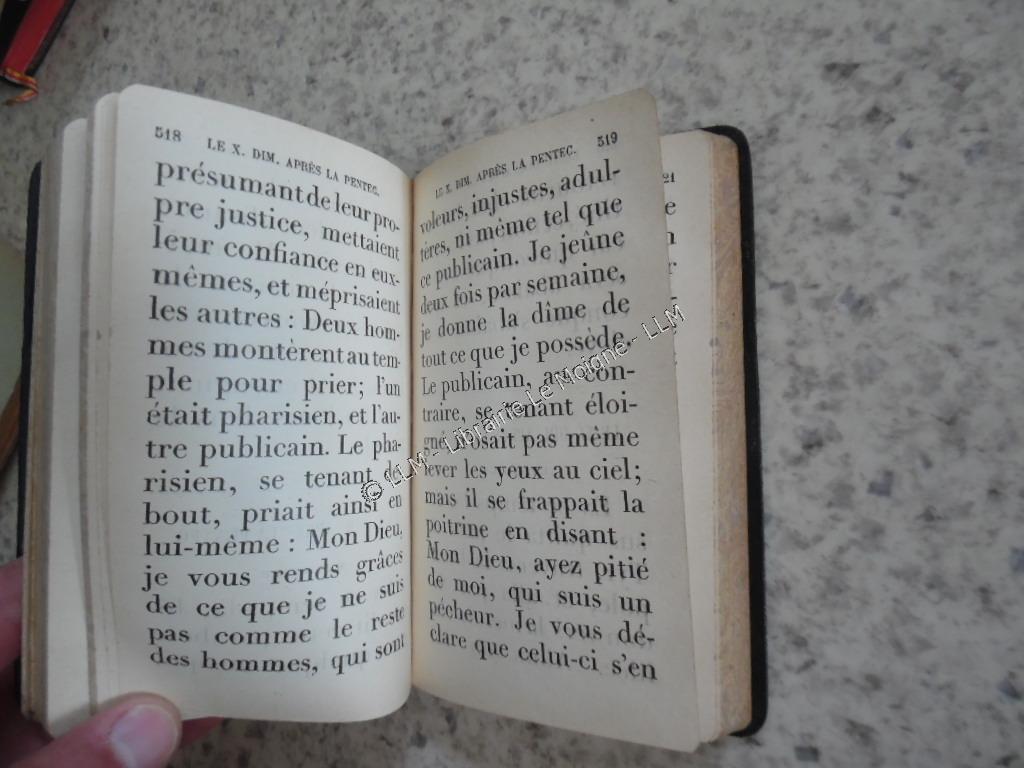 518 LE X. DIM. APRÈS LA PENTEC.
présumant de leur pro-
pre justice, mettaient
leur confiance en eux-
mêmes, et méprisaient
les autres : Deux hom-
mes montèrent au tem-
ple pour prier; l'un
était pharisien, et l'au-
tre publicain. Le pha-
risien, se tenant de-
bout, priait ainsi en
lui-même : Mon Dieu,
je vous rends grâces
de ce que je ne suis
pas comme le reste
des hommes, qui sont
LE X. DIM. APRÈS LA PENTEC. 519
voleurs, injustes, adul-
tères, ni même tel que
ce publicain. Je jeûne
deux fois par semaine,
je donne la dîme de
tout ce que je possède.
Le publicain, au con-
traire, se tenant éloi-
gné, n'osait pas même
lever les yeux au ciel;
mais il se frappait la
poitrine en disant :
Mon Dieu, ayez pitié
de moi, qui suis un
pécheur. Je vous dé-
clare que celui-ci s'en
21
© LLM - Librairie Le Moigne - LLM